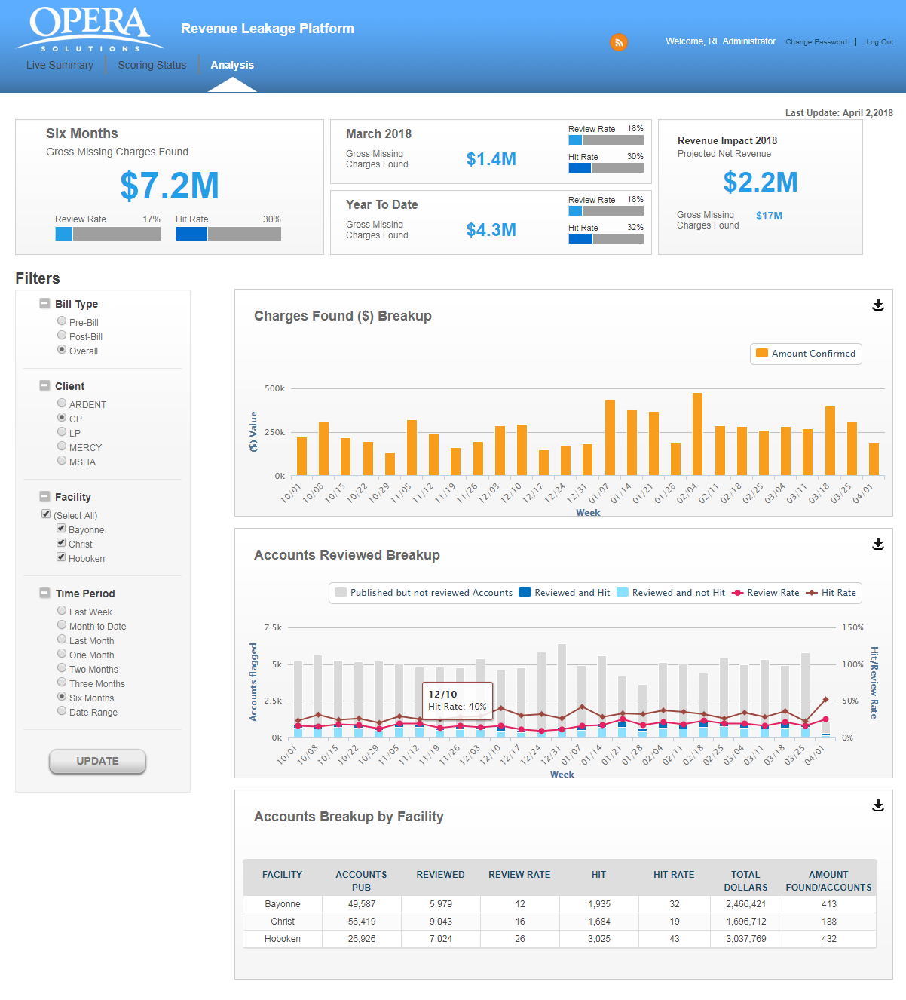 OPERA
SOLUTIONS
Revenue Leakage Platform
Welcome, RL Administrator
Change Password
Log Out
Live Summary
Scoring Status
Analysis
Last Update: April 2,2018
Six Months
Gross Missing Charges Found
$7.2M
Review Rate 17%
Hit Rate 30%
March 2018
Gross Missing
Charges Found
$1.4M
Review Rate 18%
Hit Rate 30%
Year To Date
Gross Missing
Charges Found
$4.3M
Review Rate 18%
Hit Rate 32%
Revenue Impact 2018
Projected Net Revenue
$2.2M
Gross Missing
Charges Found
$17M
Filters
Bill Type
Pre-Bill
Post-Bill
Overall
Client
ARDENT
CP
LP
MERCY
MSHA
Facility
(Select All)
Bayonne
Christ
Hoboken
Time Period
Last Week
Month to Date
Last Month
One Month
Two Months
Three Months
Six Months
Date Range
UPDATE
Charges Found ($) Breakup
Amount Confirmed
($) Value
500k
250k
0k
10/01 10/08 10/15 10/22 10/29 11/05 11/12 11/19 11/26 12/03 12/10 12/17 12/24 12/31 01/07 01/14 01/21 01/28 02/04 02/11 02/18 02/25 03/04 03/11 03/18 03/25 04/01
Week
Accounts Reviewed Breakup
Published but not reviewed Accounts Reviewed and Hit Reviewed and not Hit Review Rate Hit Rate
Accounts flagged
7.5k
5k
2.5k
0k
150%
100%
50%
0%
Hit/Review Rate
12/10
Hit Rate: 40%
10/01 10/08 10/15 10/22 10/29 11/05 11/12 11/19 11/26 12/03 12/10 12/17 12/24 12/31 01/07 01/14 01/21 01/28 02/04 02/11 02/18 02/25 03/04 03/11 03/18 03/25 04/01
Week
Accounts Breakup by Facility
FACILITY ACCOUNTS PUB REVIEWED REVIEW RATE HIT HIT RATE TOTAL DOLLARS AMOUNT FOUND/ACCOUNTS
Bayonne 49,587 5,979 12 1,935 32 2,466,421 413
Christ 56,419 9,043 16 1,684 19 1,696,712 188
Hoboken 26,926 7,024 26 3,025 43 3,037,769 432